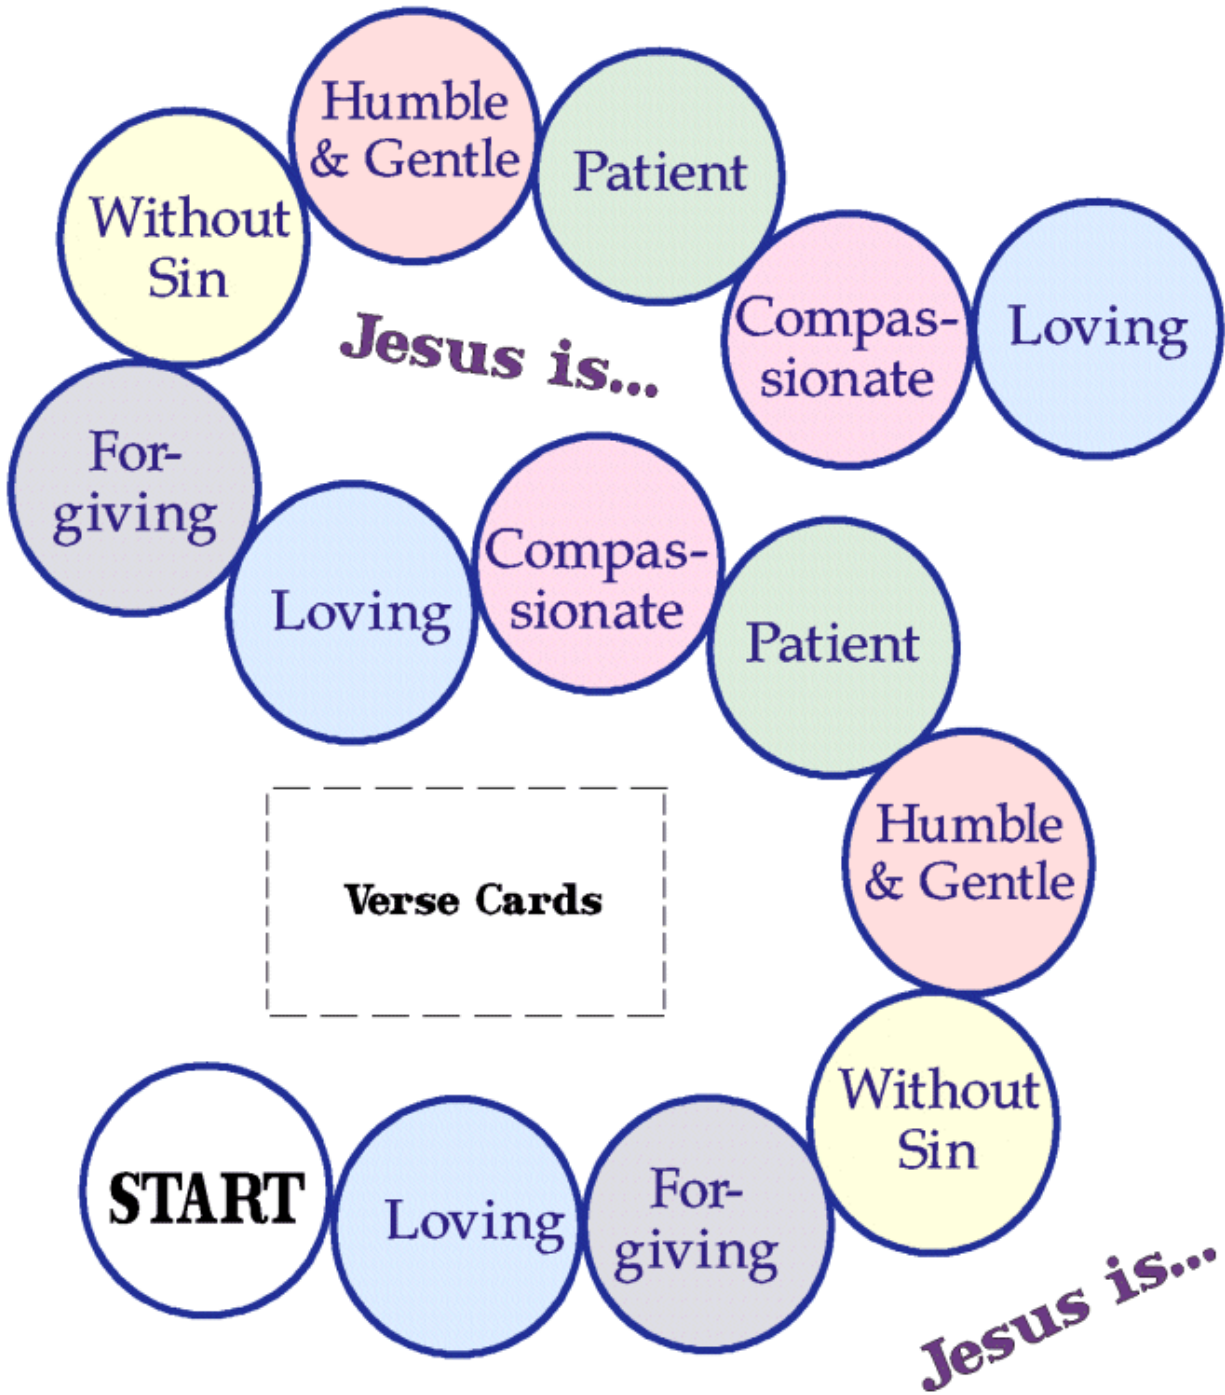 Humble
& Gentle
Patient
Without
Sin
Compas-
sionate
Loving
Jesus is...
For-
giving
Loving
Compas-
sionate
Patient
Humble
& Gentle
Verse Cards
Without
Sin
START
Loving
For-
giving
Jesus is...